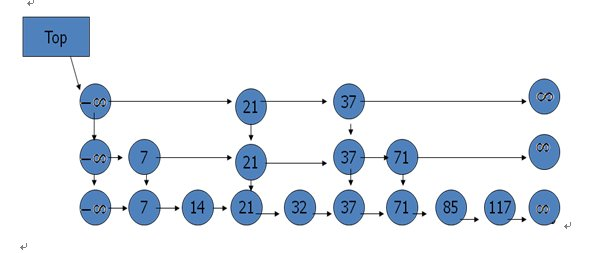 Top
-∞ 21 37 ∞
-∞ 7 21 37 71 ∞
-∞ 7 14 21 32 37 71 85 117 ∞